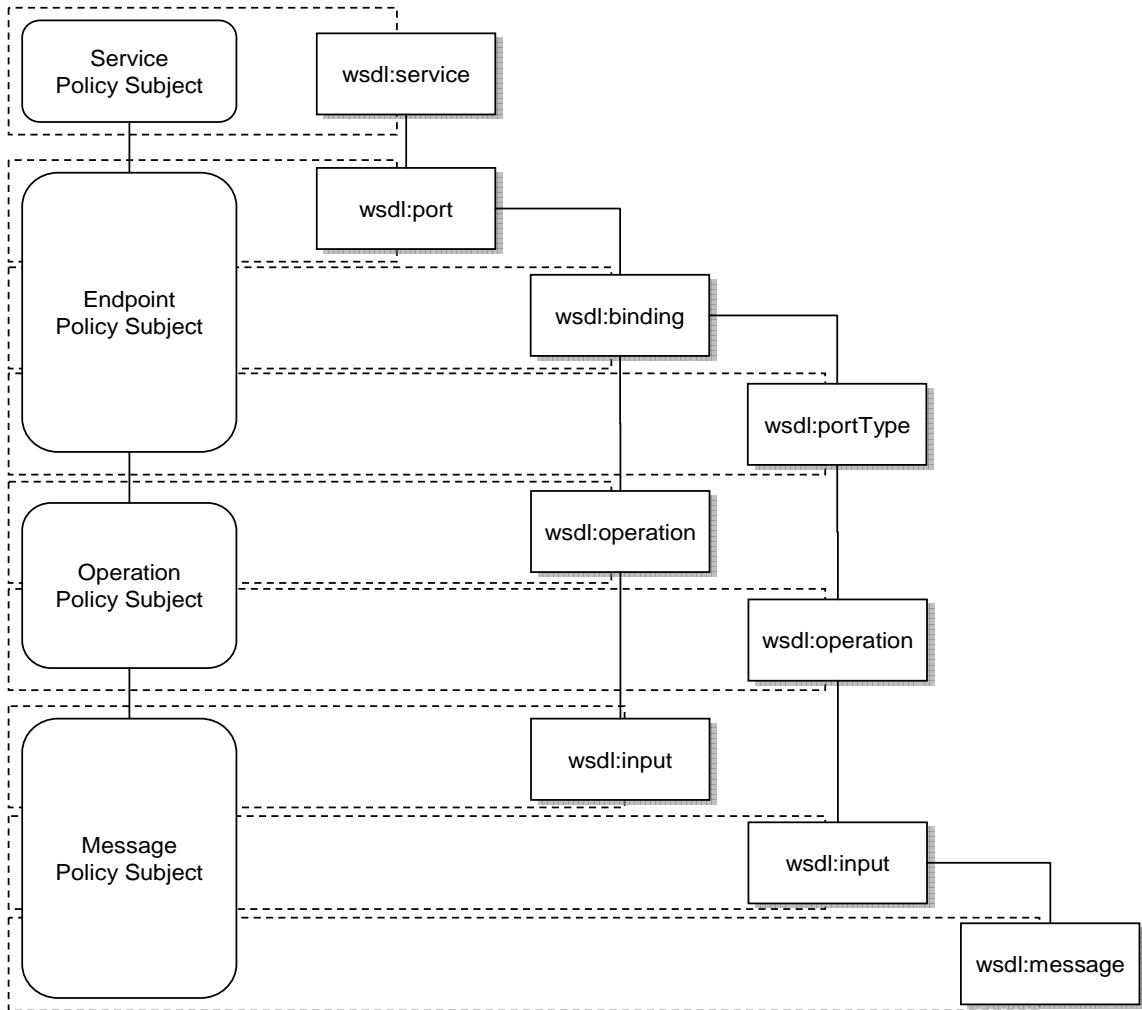 Service
Policy Subject
wsdl:service
wsdl:port
Endpoint
Policy Subject
wsdl:binding
wsdl:portType
wsdl:operation
Operation
Policy Subject
wsdl:operation
wsdl:input
Message
Policy Subject
wsdl:input
wsdl:message